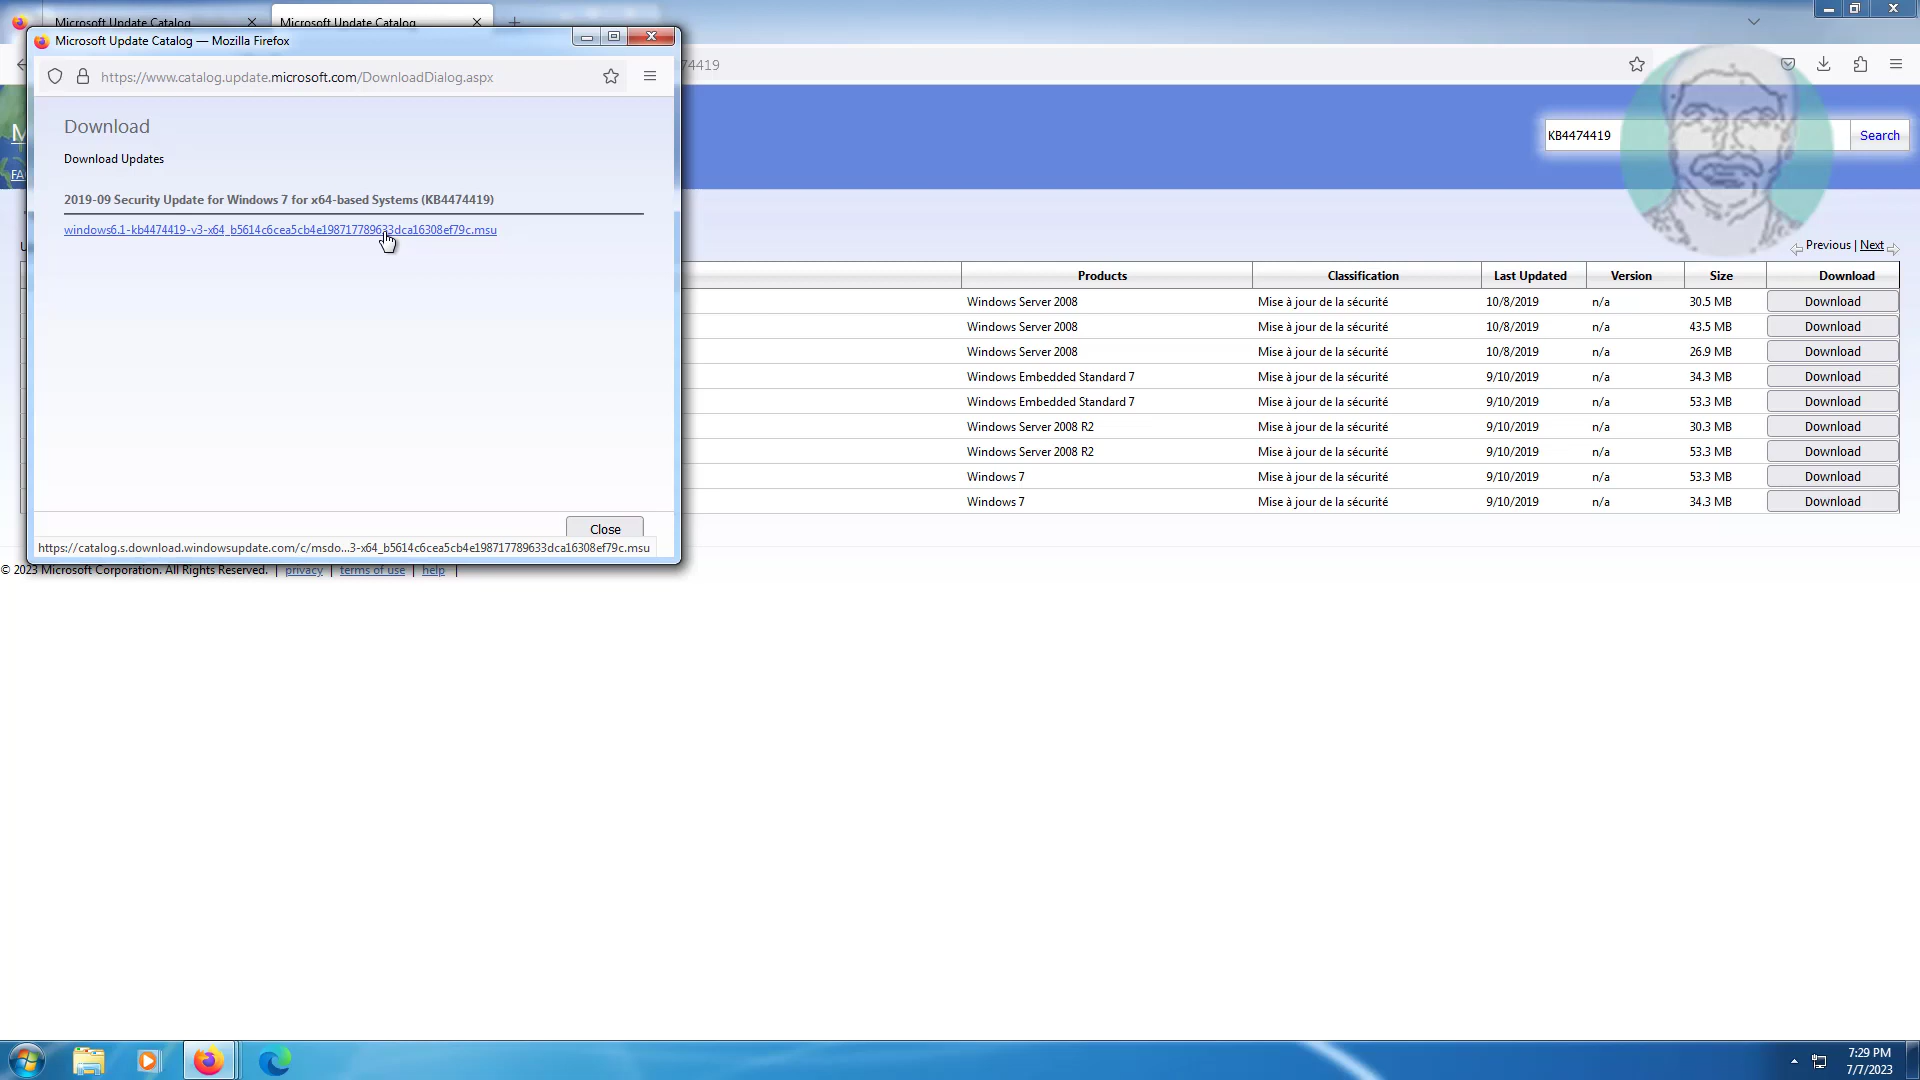 Microsoft Update Catalog
Microsoft Update Catalog
Microsoft Update Catalog — Mozilla Firefox
https://www.catalog.update.microsoft.com/DownloadDialog.aspx
74419
Download
Download Updates
2019-09 Security Update for Windows 7 for x64-based Systems (KB4474419)
windows6.1-kb4474419-v3-x64_b5614c6cea5cb4e198717789633dca16308ef79c.msu
Close
https://catalog.s.download.windowsupdate.com/c/msdo...3-x64_b5614c6cea5cb4e198717789633dca16308ef79c.msu
M
FA
KB4474419 Search
Previous | Next
Products Classification Last Updated Version Size Download
Windows Server 2008 Mise à jour de la sécurité 10/8/2019 n/a 30.5 MB Download
Windows Server 2008 Mise à jour de la sécurité 10/8/2019 n/a 43.5 MB Download
Windows Server 2008 Mise à jour de la sécurité 10/8/2019 n/a 26.9 MB Download
Windows Embedded Standard 7 Mise à jour de la sécurité 9/10/2019 n/a 34.3 MB Download
Windows Embedded Standard 7 Mise à jour de la sécurité 9/10/2019 n/a 53.3 MB Download
Windows Server 2008 R2 Mise à jour de la sécurité 9/10/2019 n/a 30.3 MB Download
Windows Server 2008 R2 Mise à jour de la sécurité 9/10/2019 n/a 53.3 MB Download
Windows 7 Mise à jour de la sécurité 9/10/2019 n/a 53.3 MB Download
Windows 7 Mise à jour de la sécurité 9/10/2019 n/a 34.3 MB Download
© 2023 Microsoft Corporation. All Rights Reserved. | privacy | terms of use | help |
7:29 PM
7/7/2023